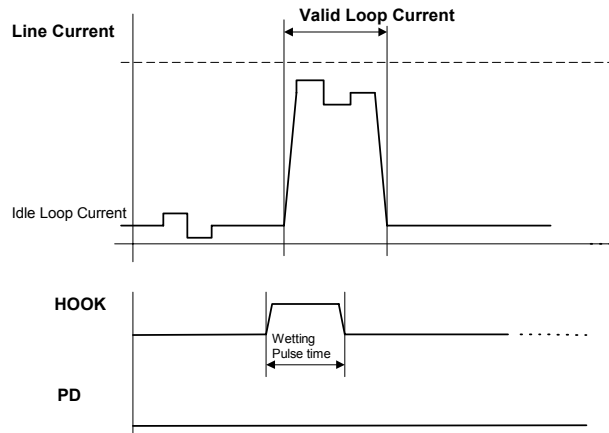 Valid Loop Current
Line Current
Idle Loop Current
HOOK
Wetting
Pulse time
PD